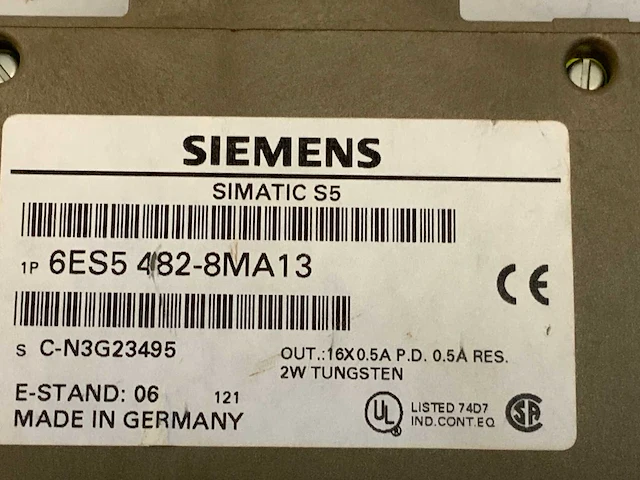 SIEMENS
SIMATIC S5
1P 6ES5 482-8MA13
S C-N3G23495
OUT.:16X0.5A P.D. 0.5A RES.
2W TUNGSTEN
E-STAND: 06 121
MADE IN GERMANY
CE
UL
LISTED 74D7
IND.CONT.EQ
SA